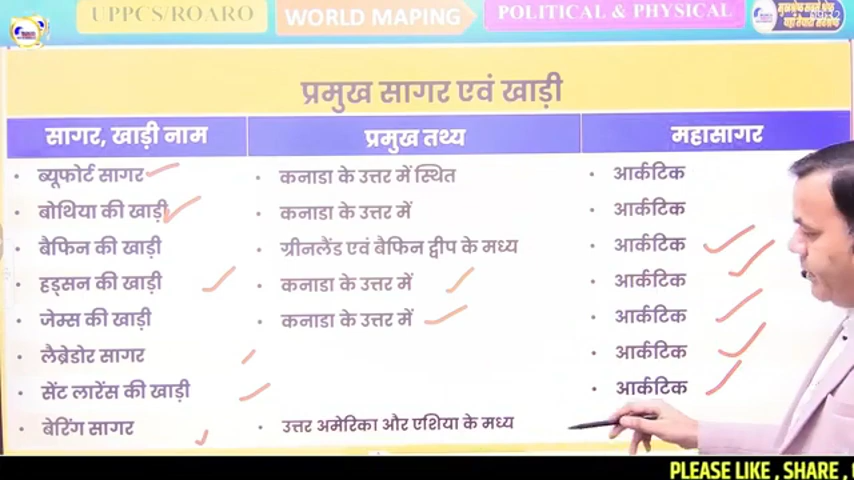 UPPCS/ROARO
WORLD MAPING
POLITICAL & PHYSICAL
प्रमुख सागर एवं खाड़ी
सागर, खाड़ी नाम प्रमुख तथ्य महासागर
• ब्यूफोर्ट सागर • कनाडा के उत्तर में स्थित • आर्कटिक
• बोथिया की खाड़ी • कनाडा के उत्तर में • आर्कटिक
• बैफिन की खाड़ी • ग्रीनलैंड एवं बैफिन द्वीप के मध्य • आर्कटिक
• हड्सन की खाड़ी • कनाडा के उत्तर में • आर्कटिक
• जेम्स की खाड़ी • कनाडा के उत्तर में • आर्कटिक
• लैब्रेडोर सागर • आर्कटिक
• सेंट लारेंस की खाड़ी • आर्कटिक
• बेरिंग सागर • उत्तर अमेरिका और एशिया के मध्य
PLEASE LIKE , SHARE ,